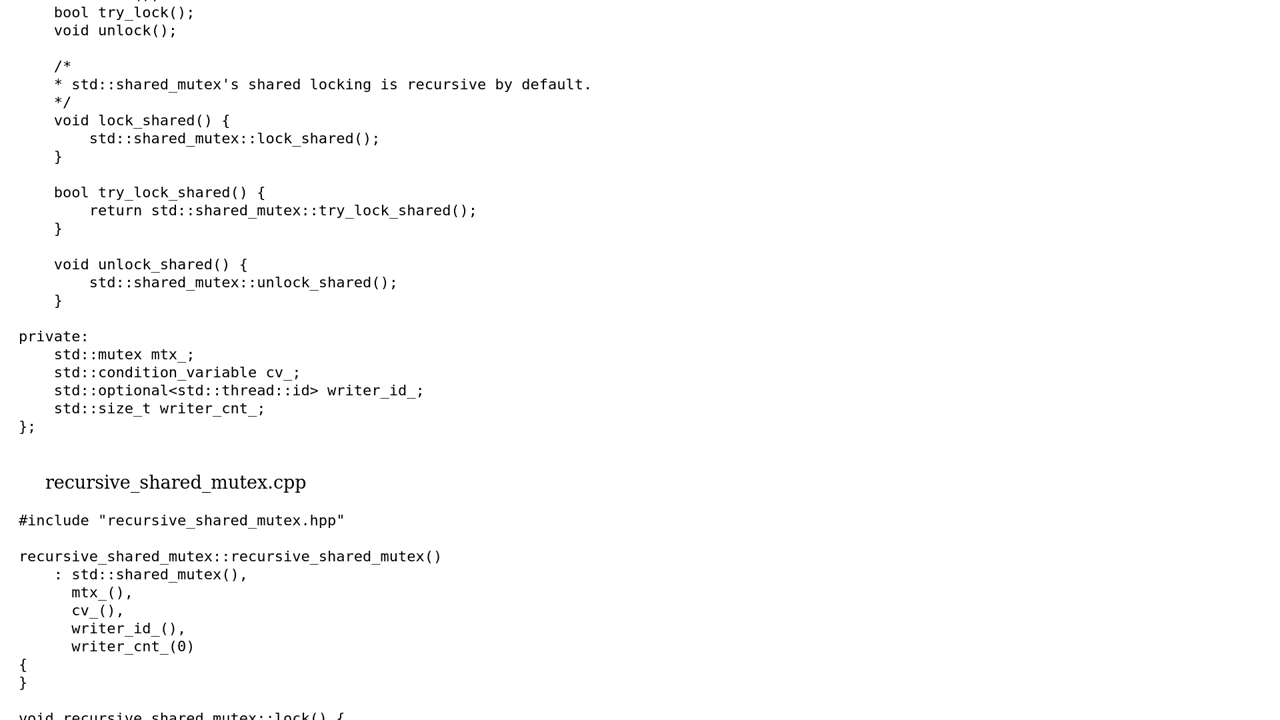 bool try_lock();
void unlock();
/*
* std::shared_mutex's shared locking is recursive by default.
*/
void lock_shared() {
std::shared_mutex::lock_shared();
}
bool try_lock_shared() {
return std::shared_mutex::try_lock_shared();
}
void unlock_shared() {
std::shared_mutex::unlock_shared();
}
private:
std::mutex mtx_;
std::condition_variable cv_;
std::optional<std::thread::id> writer_id_;
std::size_t writer_cnt_;
};
recursive_shared_mutex.cpp
#include "recursive_shared_mutex.hpp"
recursive_shared_mutex::recursive_shared_mutex()
: std::shared_mutex(),
mtx_(),
cv_(),
writer_id_(),
writer_cnt_(0)
{
}
void recursive_shared_mutex::lock() {